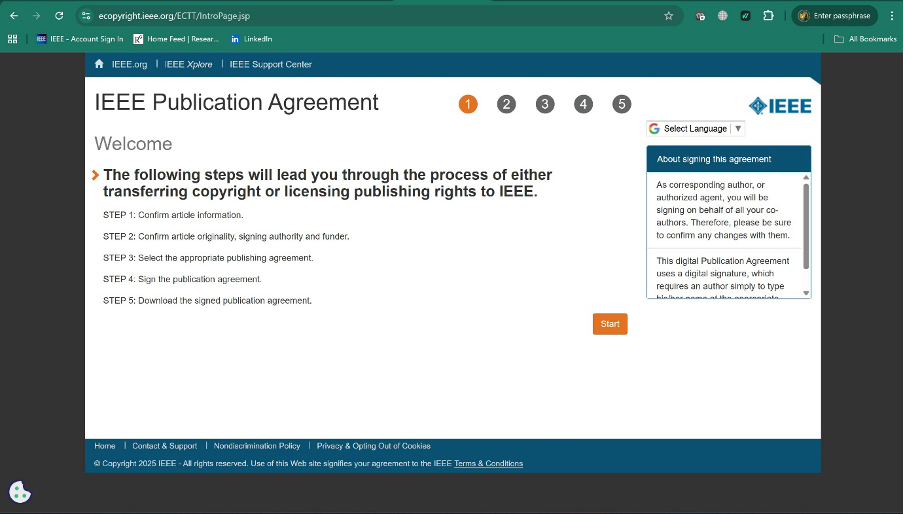 ecopyright.ieee.org/ECTT/IntroPage.jsp
Enter passphrase
IEEE IEEE - Account Sign In
Home Feed | Resear...
in LinkedIn
All Bookmarks
IEEE.org | IEEE Xplore | IEEE Support Center
IEEE Publication Agreement
1 2 3 4 5
IEEE
G Select Language ▼
Welcome
The following steps will lead you through the process of either
transferring copyright or licensing publishing rights to IEEE.
STEP 1: Confirm article information.
STEP 2: Confirm article originality, signing authority and funder.
STEP 3: Select the appropriate publishing agreement.
STEP 4: Sign the publication agreement.
STEP 5: Download the signed publication agreement.
Start
About signing this agreement
As corresponding author, or
authorized agent, you will be
signing on behalf of all your co-
authors. Therefore, please be sure
to confirm any changes with them.
This digital Publication Agreement
uses a digital signature, which
requires an author simply to type
his/her name at the appropriate
Home | Contact & Support | Nondiscrimination Policy | Privacy & Opting Out of Cookies
© Copyright 2025 IEEE - All rights reserved. Use of this Web site signifies your agreement to the IEEE Terms & Conditions